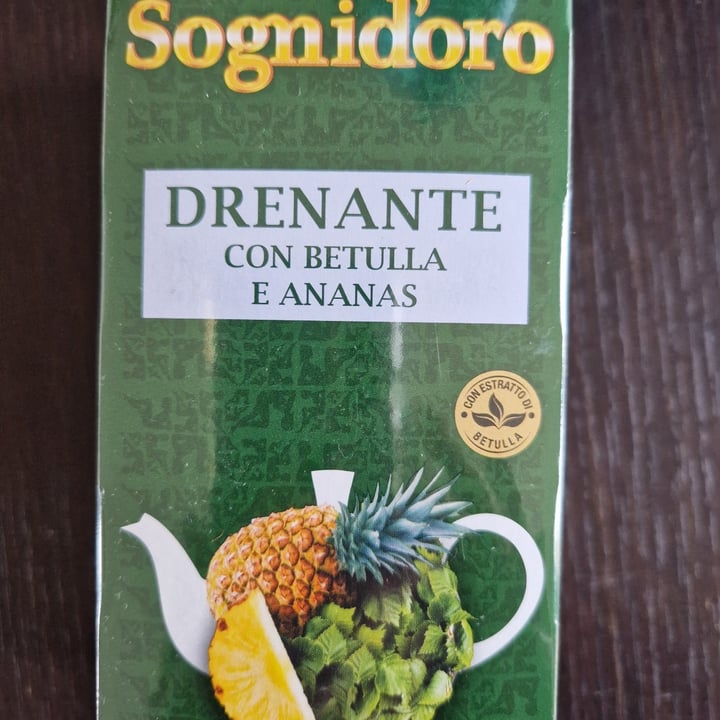 Sognid'oro
DRENANTE
CON BETULLA
E ANANAS
CON ESTRATTO DI
BETULLA